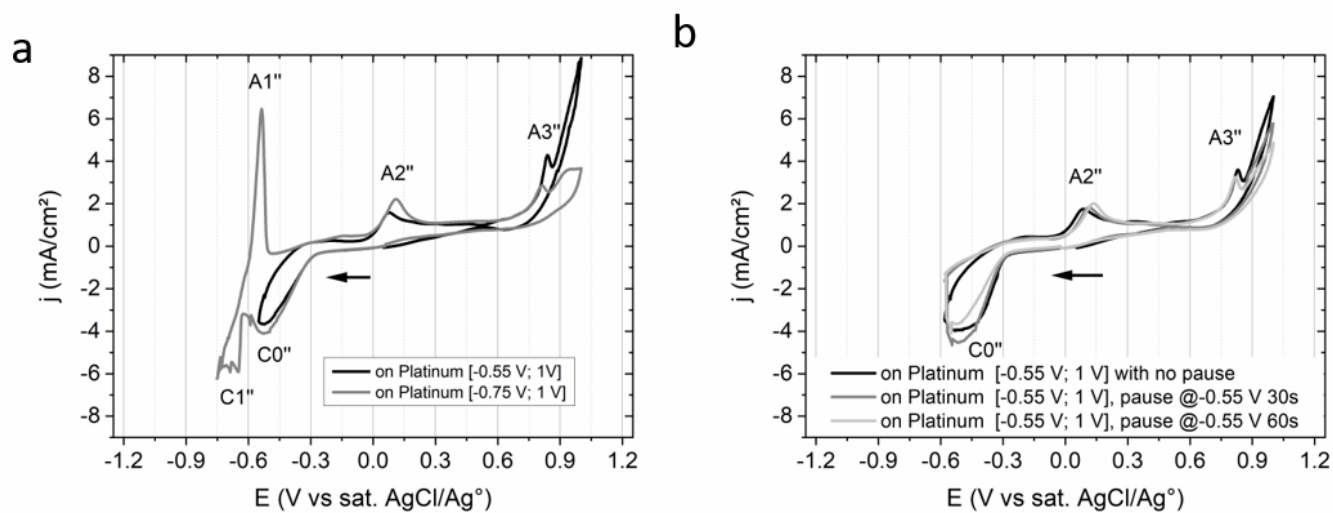 a
8
6
4
2
0
-2
-4
-6
-8
j (mA/cm²)
A1"
A2"
A3"
C0"
C1"
on Platinum [-0.55 V; 1V]
on Platinum [-0.75 V; 1 V]
-1.2 -0.9 -0.6 -0.3 0.0 0.3 0.6 0.9 1.2
E (V vs sat. AgCl/Ag°)
b
8
6
4
2
0
-2
-4
-6
-8
j (mA/cm²)
A2"
A3"
C0"
on Platinum [-0.55 V; 1 V] with no pause
on Platinum [-0.55 V; 1 V], pause @-0.55 V 30s
on Platinum [-0.55 V; 1 V], pause @-0.55 V 60s
-1.2 -0.9 -0.6 -0.3 0.0 0.3 0.6 0.9 1.2
E (V vs sat. AgCl/Ag°)